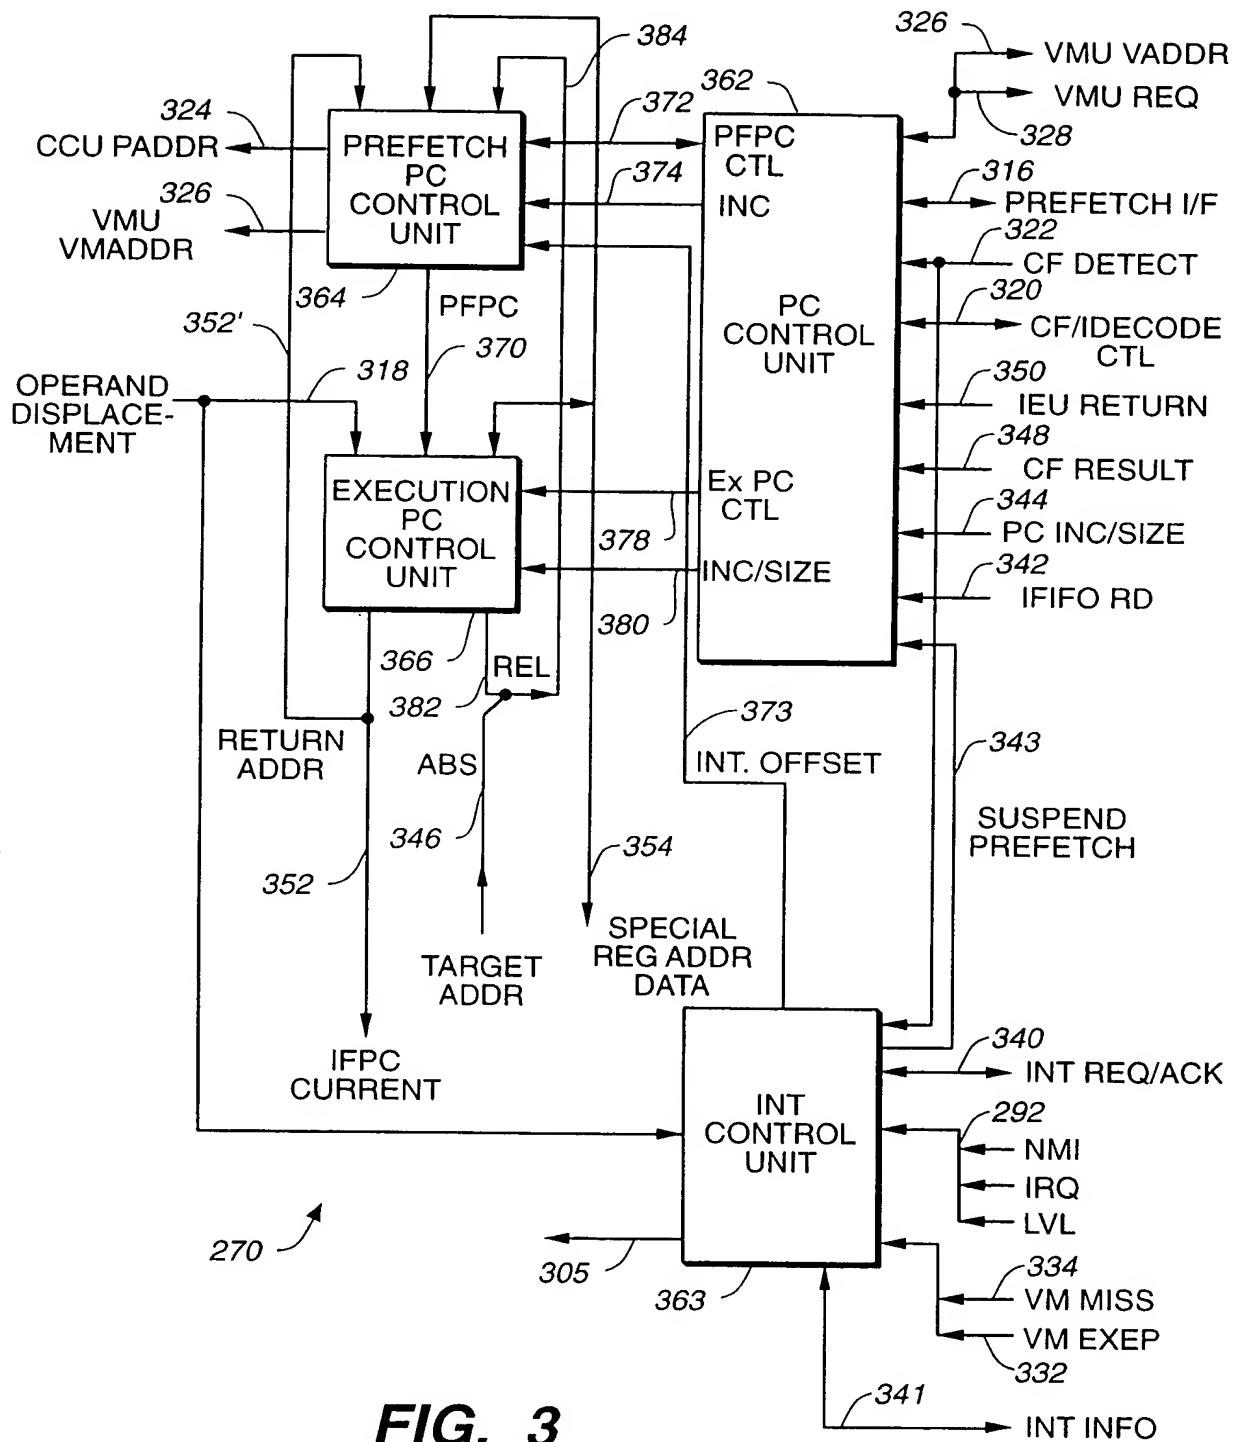 384
326
VMU VADDR
VMU REQ
328
362
372
324
CCU PADDR
PREFETCH
PC
CONTROL
UNIT
326
VMU
VMADDR
364
374
PFPC
CTL
INC
316
PREFETCH I/F
322
CF DETECT
320
CF/IDECODE
CTL
PC
CONTROL
UNIT
352'
PFPC
370
318
OPERAND
DISPLACE-
MENT
350
IEU RETURN
348
CF RESULT
344
PC INC/SIZE
342
IFIFO RD
EXECUTION
PC
CONTROL
UNIT
Ex PC
CTL
378
INC/SIZE
380
366
REL
382
373
RETURN
ADDR
ABS
INT. OFFSET
343
SUSPEND
PREFETCH
346
354
352
SPECIAL
REG ADDR
DATA
TARGET
ADDR
IFPC
CURRENT
340
INT REQ/ACK
INT
CONTROL
UNIT
292
NMI
IRQ
LVL
270
305
363
334
VM MISS
VM EXEP
332
341
INT INFO
FIG. 3